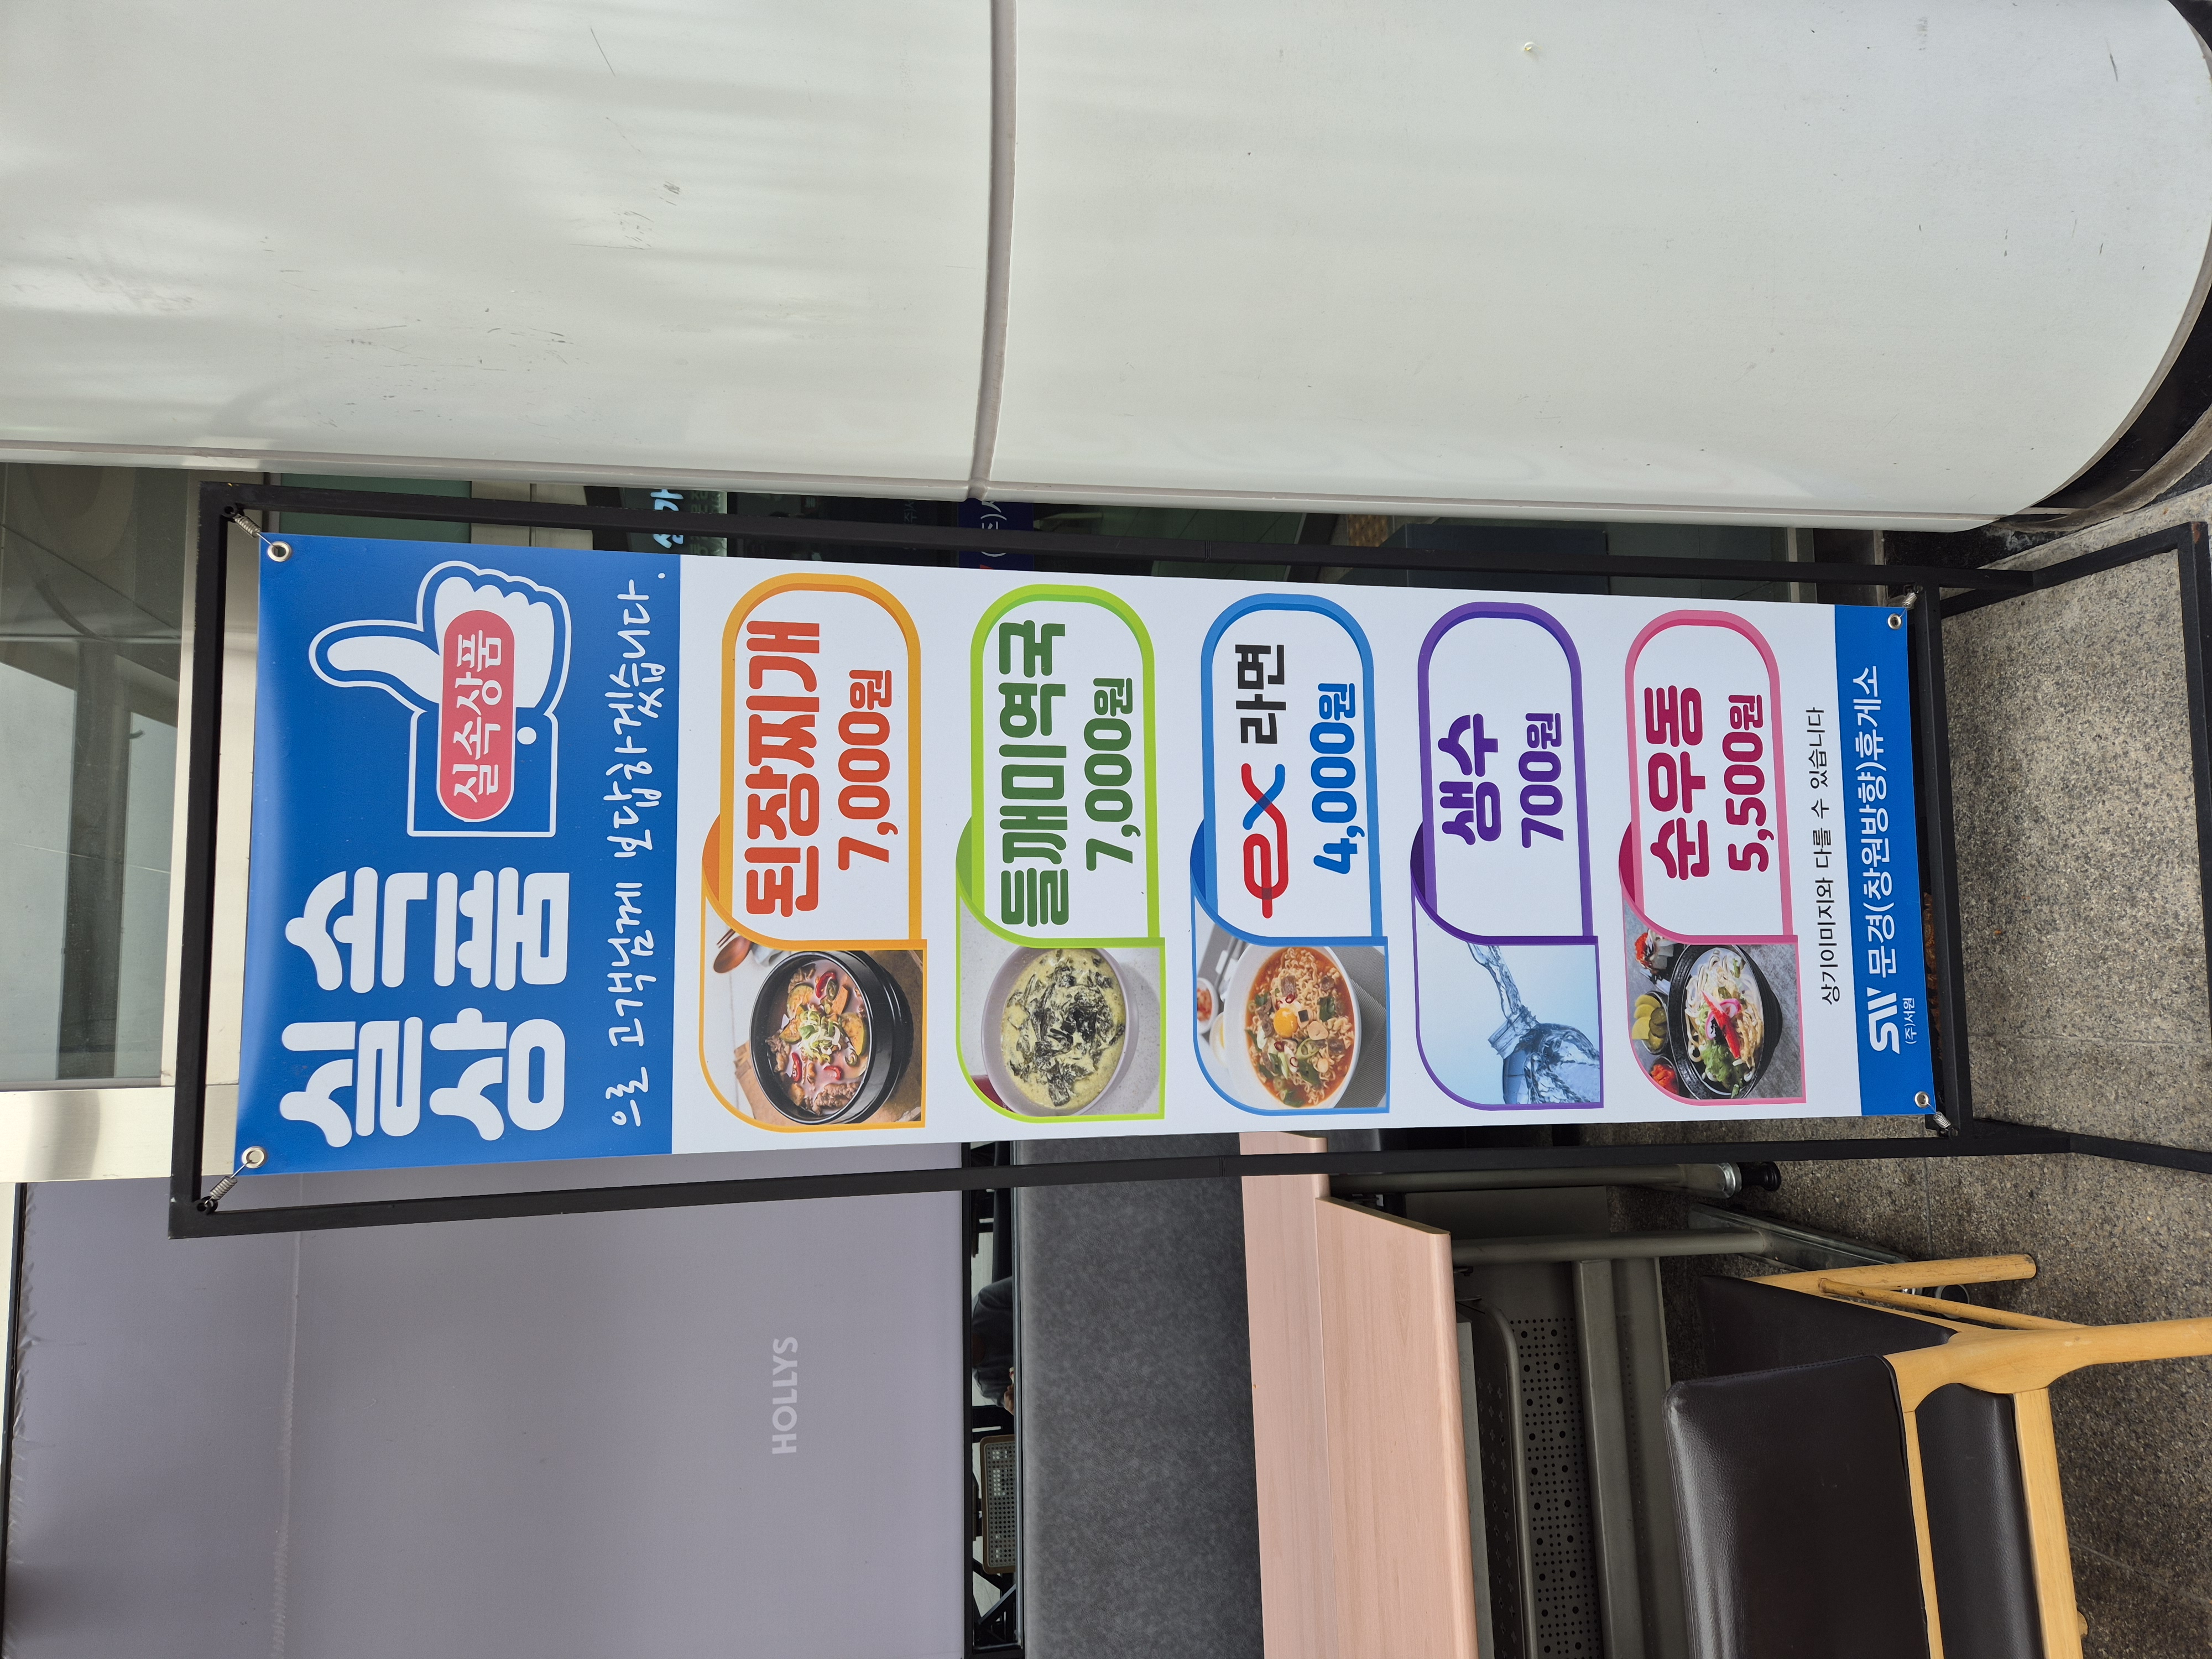 실속
상품
실속상품
으로 고객님께 보답하겠습니다.
된장찌개
7,000원
들깨미역국
7,000원
ex 라면
4,000원
생수
700원
순우동
5,500원
상기이미지와 다를 수 있습니다
SW 문경(창원방향)휴게소
(주)서원
HOLLYS